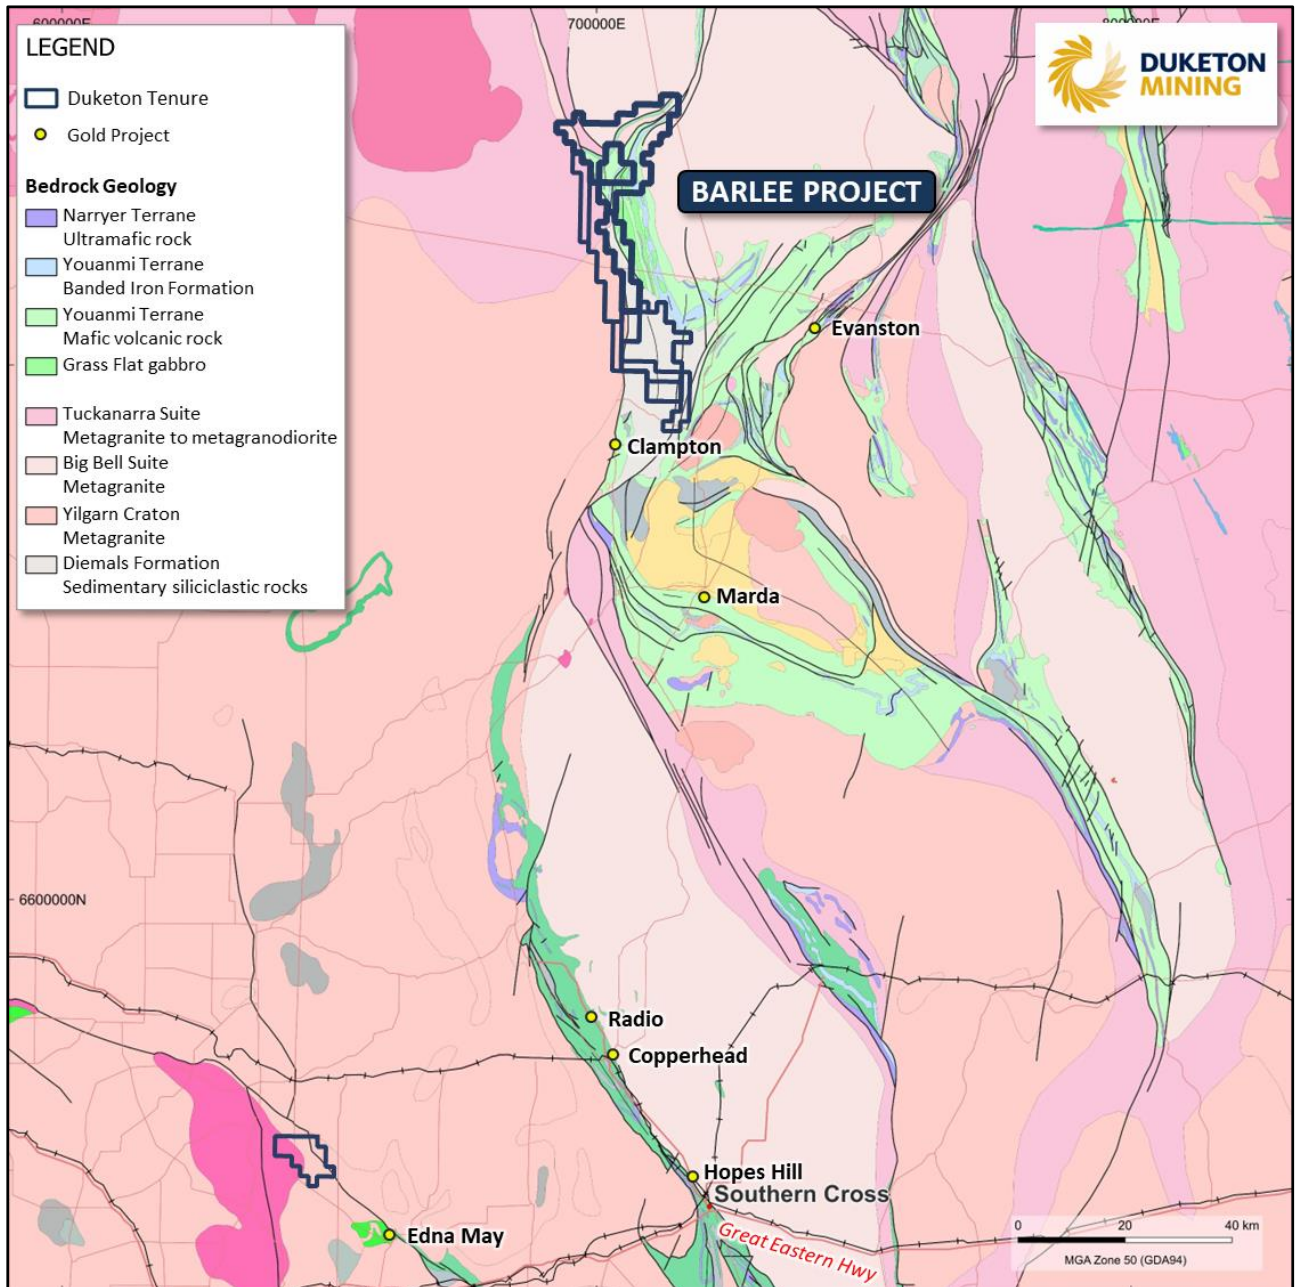 600000E
700000E
800000E
LEGEND
Duketon Tenure
Gold Project
Bedrock Geology
Narryer Terrane
Ultramafic rock
Youanmi Terrane
Banded Iron Formation
Youanmi Terrane
Mafic volcanic rock
Grass Flat gabbro
Tuckanarra Suite
Metagranite to metagranodiorite
Big Bell Suite
Metagranite
Yilgarn Craton
Metagranite
Diemals Formation
Sedimentary siliciclastic rocks
DUKETON
MINING
BARLEE PROJECT
Evanston
Clampton
Marda
6600000N
Radio
Copperhead
Hopes Hill
Southern Cross
Edna May
Great Eastern Hwy
0 20 40 km
MGA Zone 50 (GDA94)